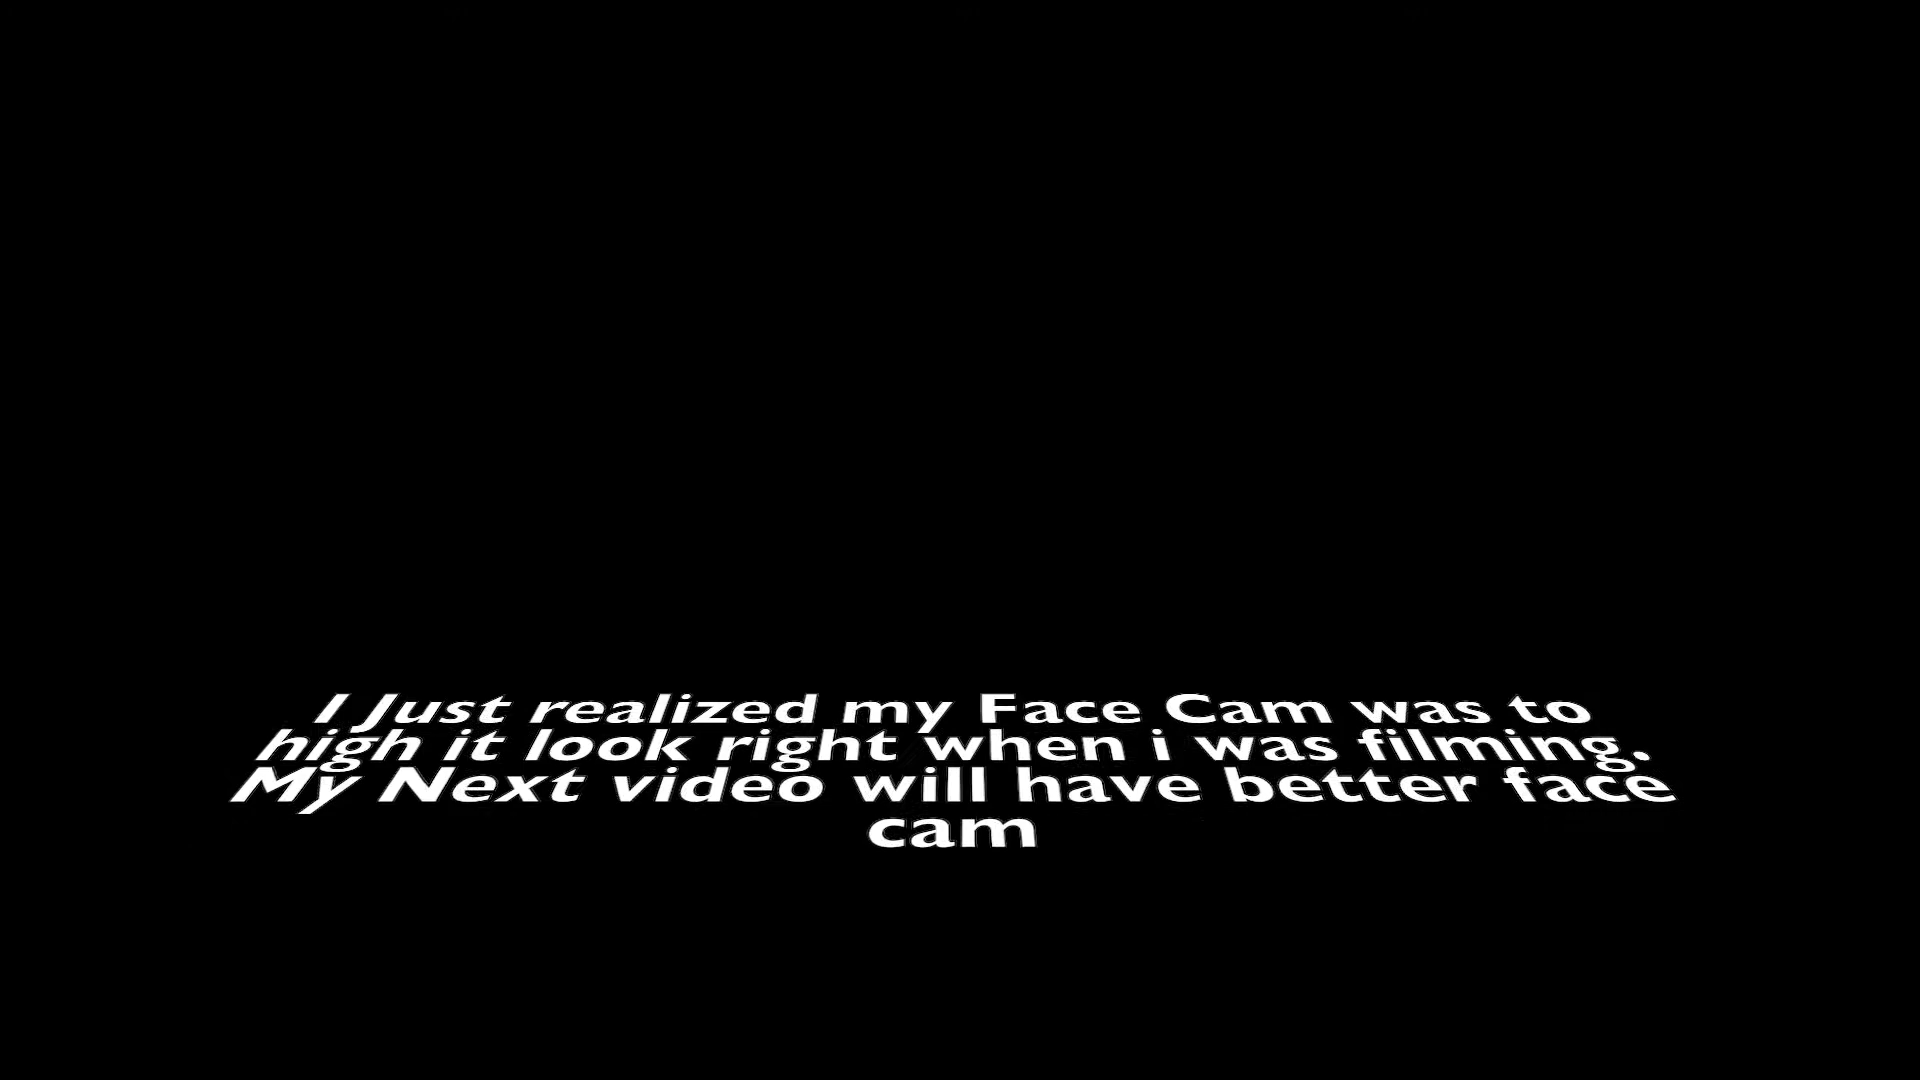 I Just realized my Face Cam was to
high it look right when i was filming.
My Next video will have better face
cam